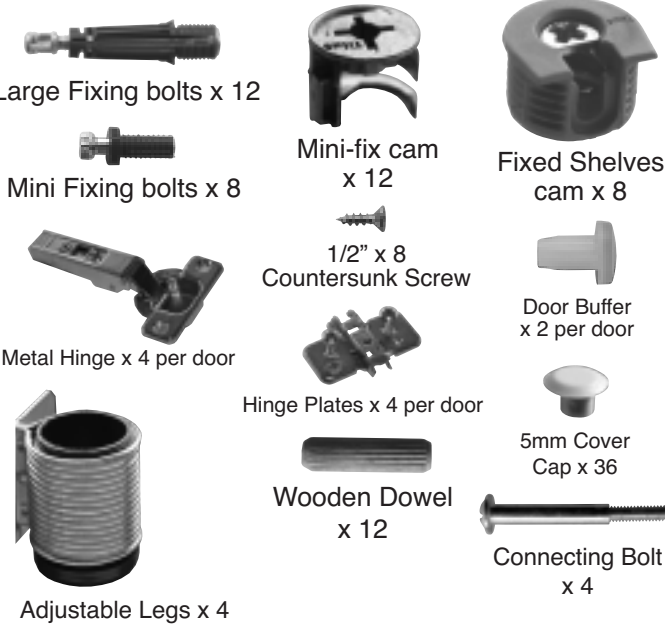 Large Fixing bolts x 12
Mini-fix cam
x 12
Fixed Shelves
cam x 8
Mini Fixing bolts x 8
1/2” x 8
Countersunk Screw
Door Buffer
x 2 per door
Metal Hinge x 4 per door
Hinge Plates x 4 per door
5mm Cover
Cap x 36
Wooden Dowel
x 12
Connecting Bolt
x 4
Adjustable Legs x 4